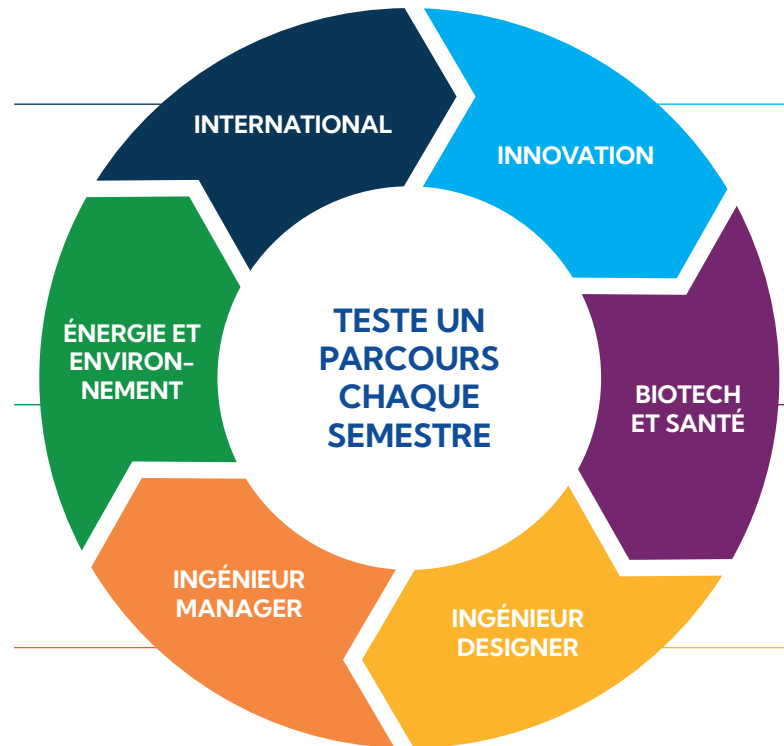 INTERNATIONAL
INNOVATION
BIOTECH
ET SANTÉ
INGÉNIEUR
DESIGNER
INGÉNIEUR
MANAGER
ÉNERGIE ET
ENVIRON-
NEMENT
TESTE UN
PARCOURS
CHAQUE
SEMESTRE